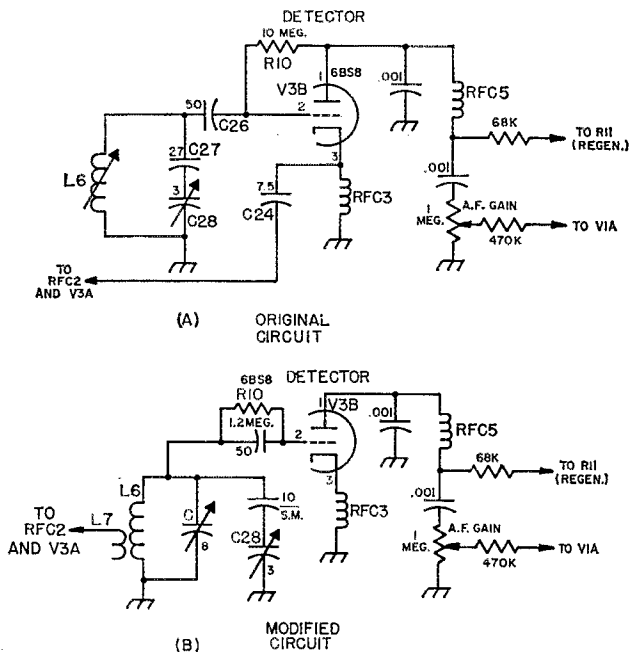 DETECTOR
10 MEG.
R10
6BS8
V3B
1
2
3
.001
RFC5
68K
TO R11
(REGEN.)
50
C26
27
C27
3
C28
L6
7.5
C24
RFC3
.001
1
MEG.
A.F. GAIN
470K
TO V1A
TO
RFC2
AND V3A
(A) ORIGINAL
CIRCUIT
DETECTOR
6BS8
R10
1.2MEG.
50
V3B
1
2
3
.001
RFC5
68K
TO R11
(REGEN.)
TO
RFC2
AND V3A
L7
L6
C
8
10
S.M.
C28
3
RFC3
.001
1
MEG.
A.F. GAIN
470K
TO V1A
(B) MODIFIED
CIRCUIT